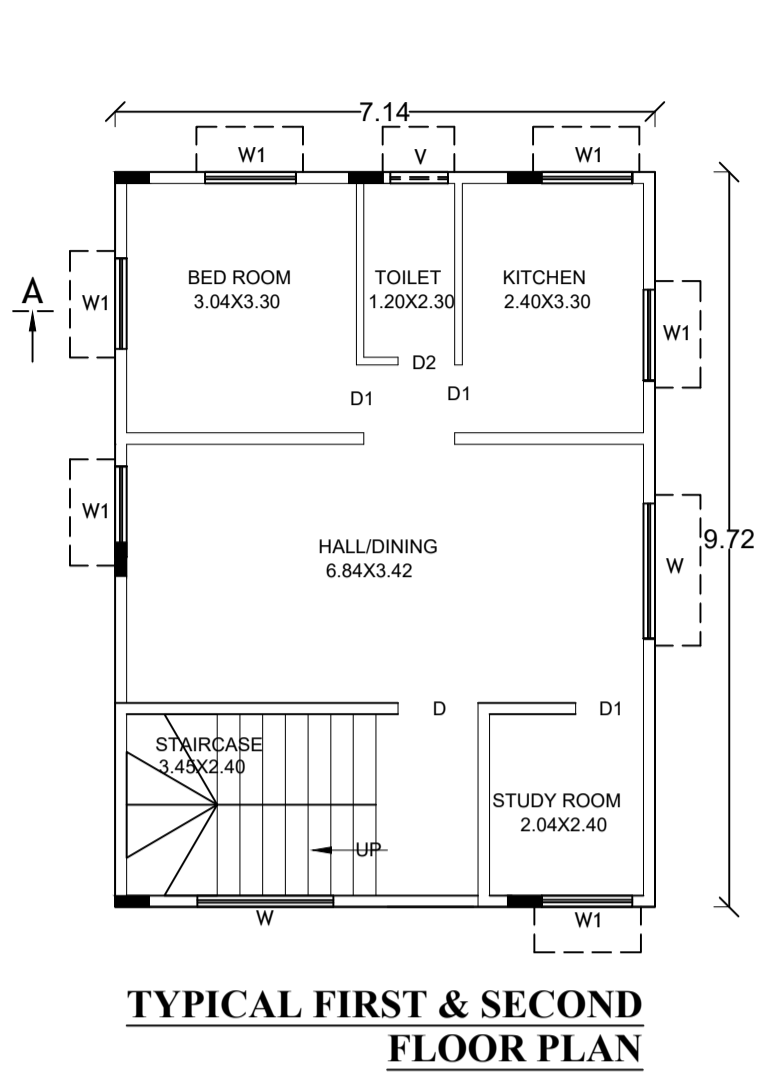 7.14
W1
V
W1
BED ROOM
3.04X3.30
TOILET
1.20X2.30
KITCHEN
2.40X3.30
A
W1
W1
D2
D1
D1
W1
HALL/DINING
6.84X3.42
9.72
W
D
D1
STAIRCASE
3.45X2.40
STUDY ROOM
2.04X2.40
UP
W
W1
TYPICAL FIRST & SECOND
FLOOR PLAN